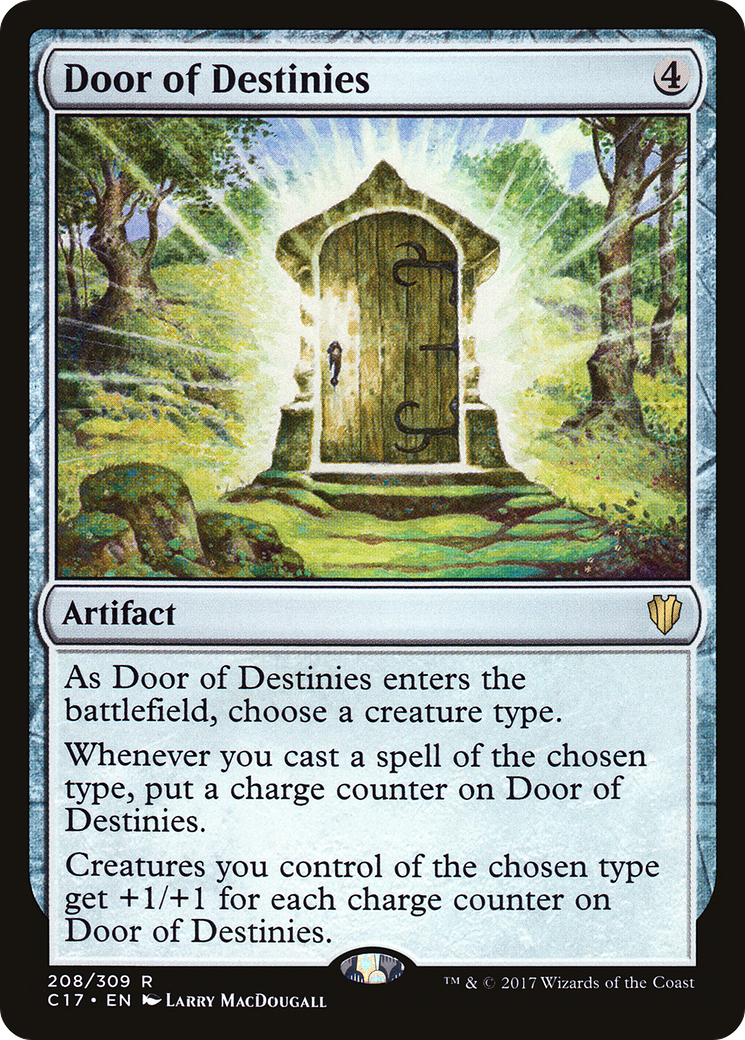 Door of Destinies 4
Artifact
As Door of Destinies enters the
battlefield, choose a creature type.
Whenever you cast a spell of the chosen
type, put a charge counter on Door of
Destinies.
Creatures you control of the chosen type
get +1/+1 for each charge counter on
Door of Destinies.
208/309 R
C17 • EN Larry MacDougall
™ & © 2017 Wizards of the Coast